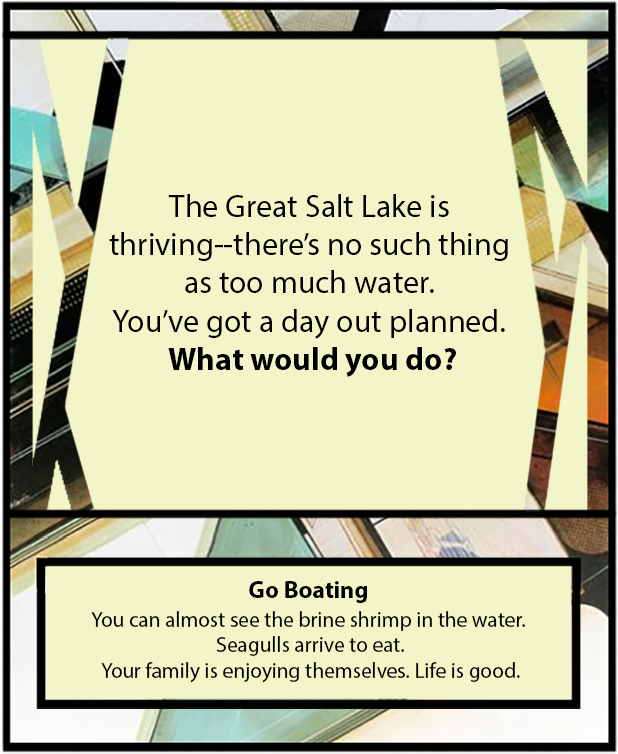 The Great Salt Lake is
thriving--there's no such thing
as too much water.
You've got a day out planned.
What would you do?
Go Boating
You can almost see the brine shrimp in the water.
Seagulls arrive to eat.
Your family is enjoying themselves. Life is good.